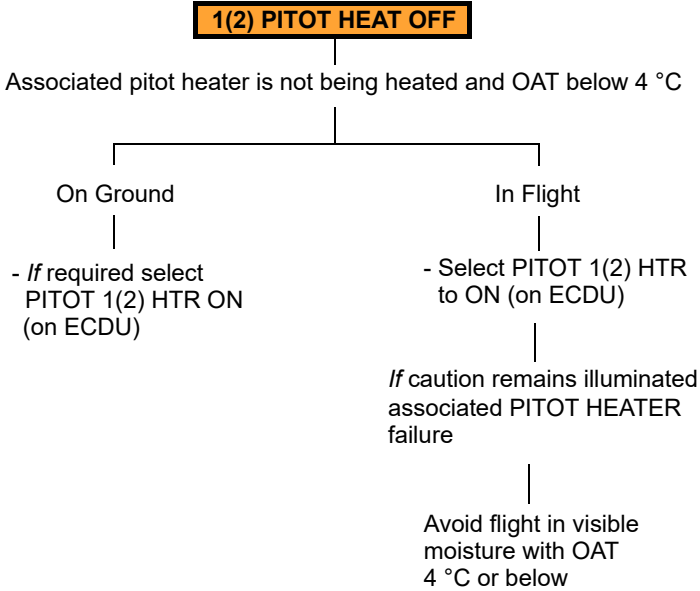 1(2) PITOT HEAT OFF
Associated pitot heater is not being heated and OAT below 4 °C
On Ground
- If required select
PITOT 1(2) HTR ON
(on ECDU)
In Flight
- Select PITOT 1(2) HTR
to ON (on ECDU)
If caution remains illuminated
associated PITOT HEATER
failure
Avoid flight in visible
moisture with OAT
4 °C or below